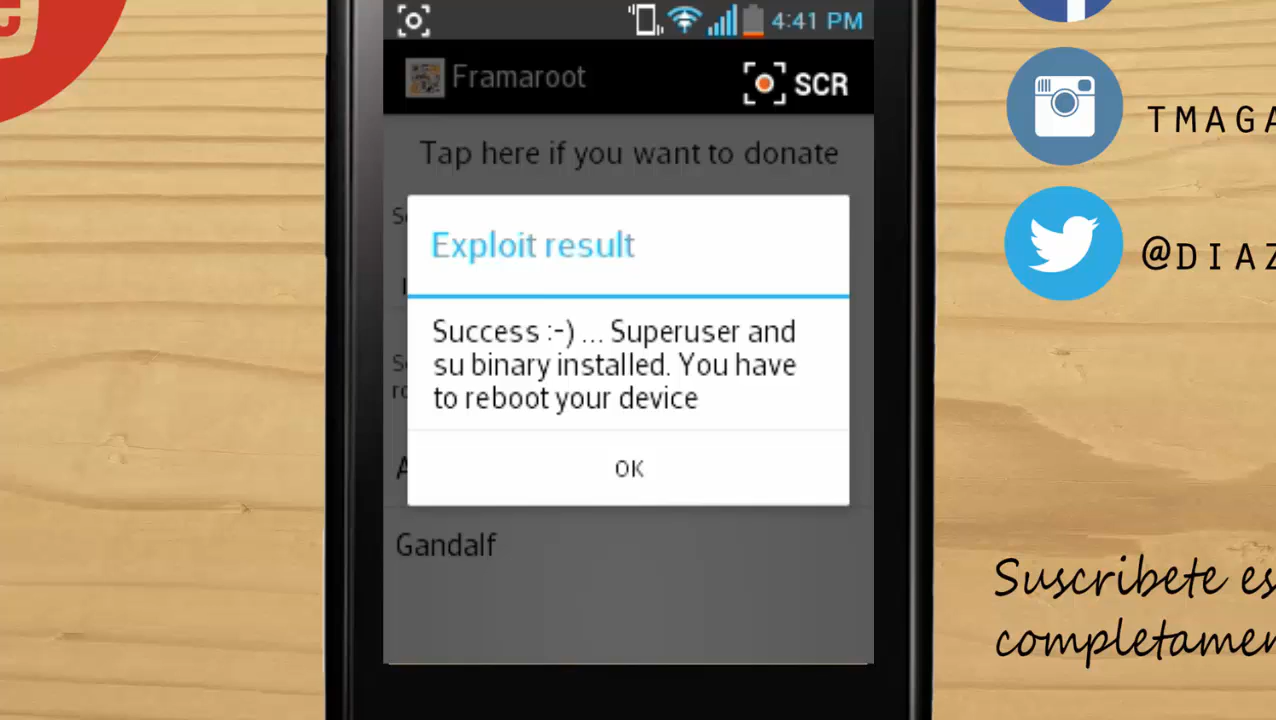 4:41 PM
Framaroot
SCR
Tap here if you want to donate
Exploit result
Success :-) ... Superuser and
su binary installed. You have
to reboot your device
OK
Gandalf
TMAGA
@DIAZ
Suscribete es
completamen